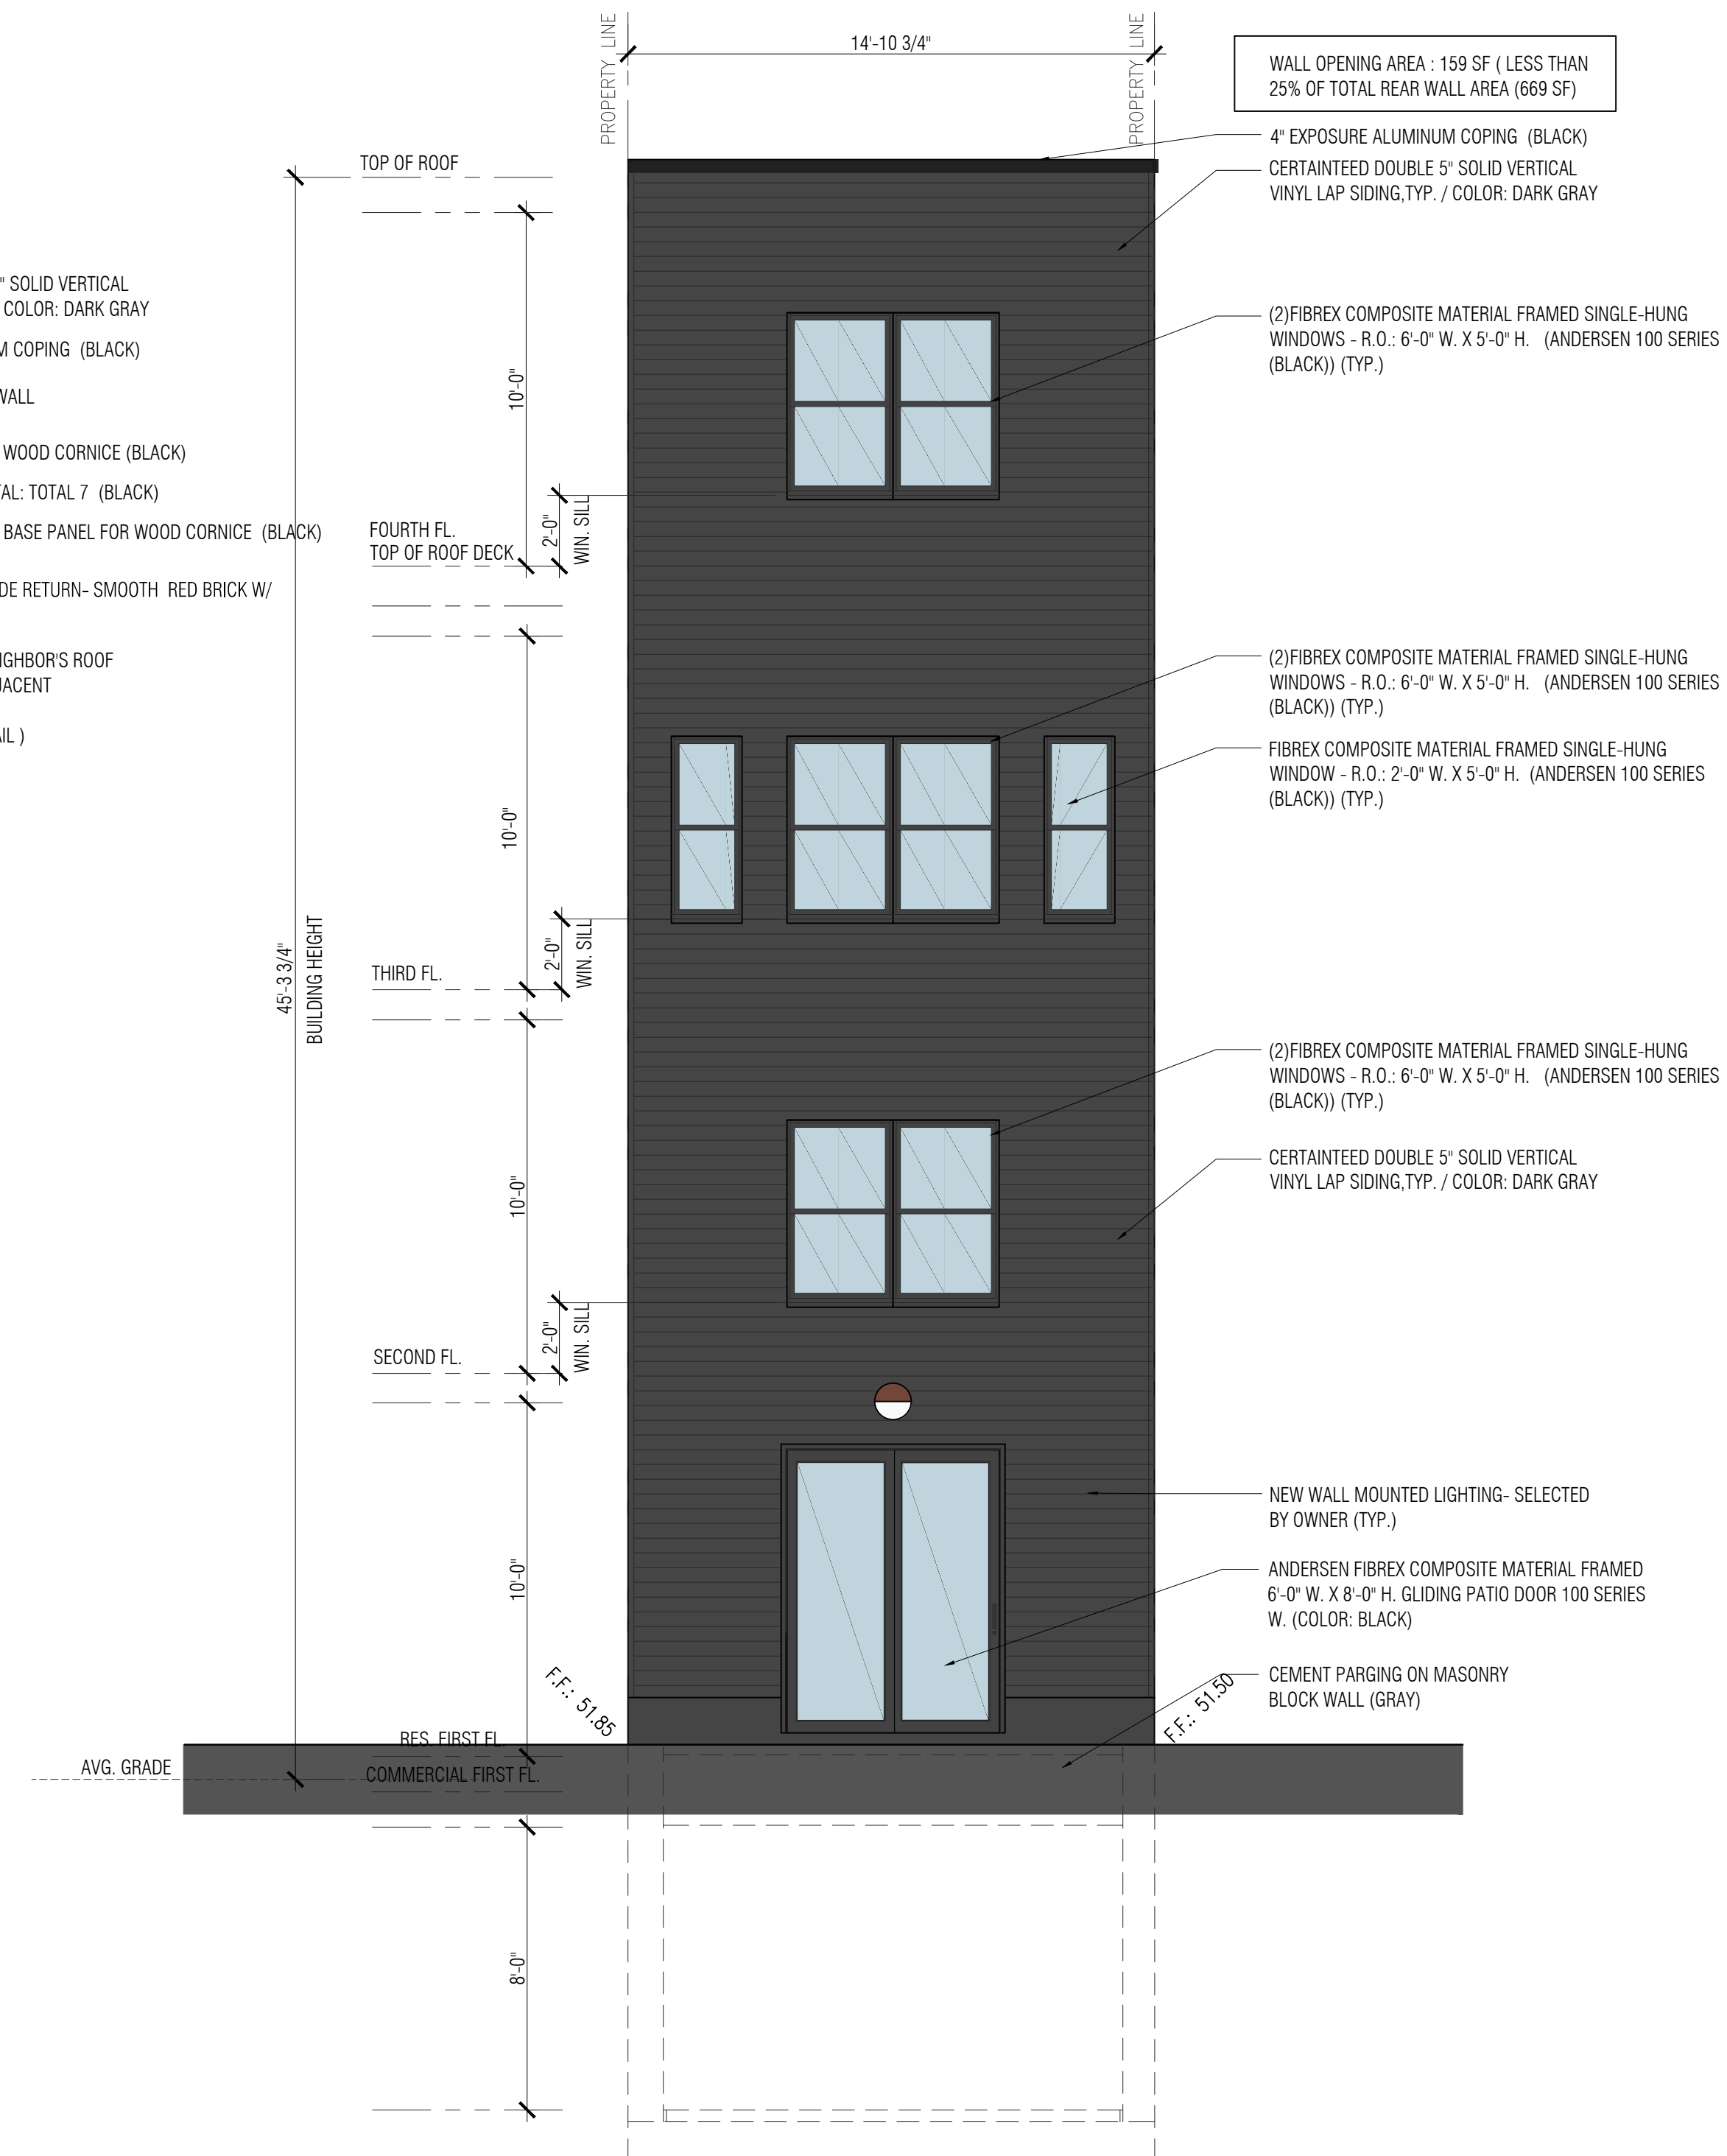 PROPERTY LINE
14'-10 3/4"
PROPERTY LINE
WALL OPENING AREA : 159 SF ( LESS THAN
25% OF TOTAL REAR WALL AREA (669 SF)
4" EXPOSURE ALUMINUM COPING (BLACK)
CERTAINTEED DOUBLE 5" SOLID VERTICAL
VINYL LAP SIDING,TYP. / COLOR: DARK GRAY
(2)FIBREX COMPOSITE MATERIAL FRAMED SINGLE-HUNG
WINDOWS - R.O.: 6'-0" W. X 5'-0" H. (ANDERSEN 100 SERIES
(BLACK)) (TYP.)
(2)FIBREX COMPOSITE MATERIAL FRAMED SINGLE-HUNG
WINDOWS - R.O.: 6'-0" W. X 5'-0" H. (ANDERSEN 100 SERIES
(BLACK)) (TYP.)
FIBREX COMPOSITE MATERIAL FRAMED SINGLE-HUNG
WINDOW - R.O.: 2'-0" W. X 5'-0" H. (ANDERSEN 100 SERIES
(BLACK)) (TYP.)
(2)FIBREX COMPOSITE MATERIAL FRAMED SINGLE-HUNG
WINDOWS - R.O.: 6'-0" W. X 5'-0" H. (ANDERSEN 100 SERIES
(BLACK)) (TYP.)
CERTAINTEED DOUBLE 5" SOLID VERTICAL
VINYL LAP SIDING,TYP. / COLOR: DARK GRAY
NEW WALL MOUNTED LIGHTING- SELECTED
BY OWNER (TYP.)
ANDERSEN FIBREX COMPOSITE MATERIAL FRAMED
6'-0" W. X 8'-0" H. GLIDING PATIO DOOR 100 SERIES
W. (COLOR: BLACK)
CEMENT PARGING ON MASONRY
BLOCK WALL (GRAY)
" SOLID VERTICAL
COLOR: DARK GRAY
M COPING (BLACK)
WALL
WOOD CORNICE (BLACK)
TAL: TOTAL 7 (BLACK)
BASE PANEL FOR WOOD CORNICE (BLACK)
DE RETURN- SMOOTH RED BRICK W/
IGHBOR'S ROOF
JACENT
AIL )
TOP OF ROOF
10'-0"
2'-0"
WIN. SILL
FOURTH FL.
TOP OF ROOF DECK
10'-0"
2'-0"
WIN. SILL
THIRD FL.
45'-3 3/4"
BUILDING HEIGHT
10'-0"
2'-0"
WIN. SILL
SECOND FL.
10'-0"
F.F.: 51.85
F.F.: 51.50
RES. FIRST FL.
AVG. GRADE
COMMERCIAL FIRST FL.
8'-0"